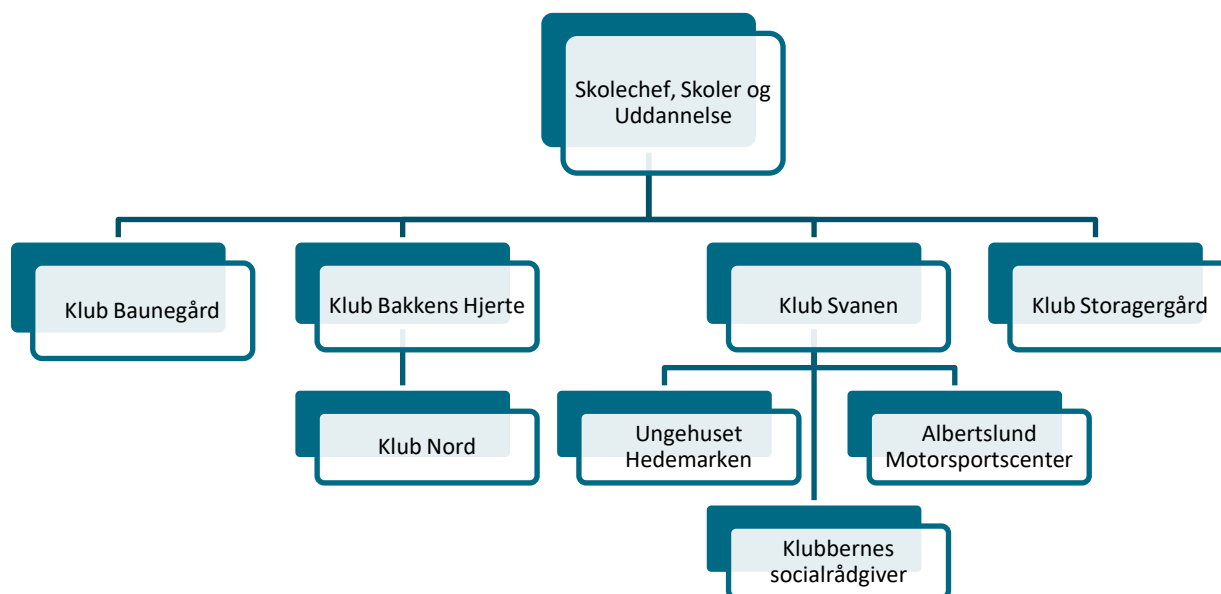 Skolechef, Skoler og
Uddannelse
Klub Baunegård
Klub Bakkens Hjerte
Klub Svanen
Klub Storagergård
Klub Nord
Ungehuset
Hedemarken
Albertslund
Motorsportscenter
Klubbernes
socialrådgiver